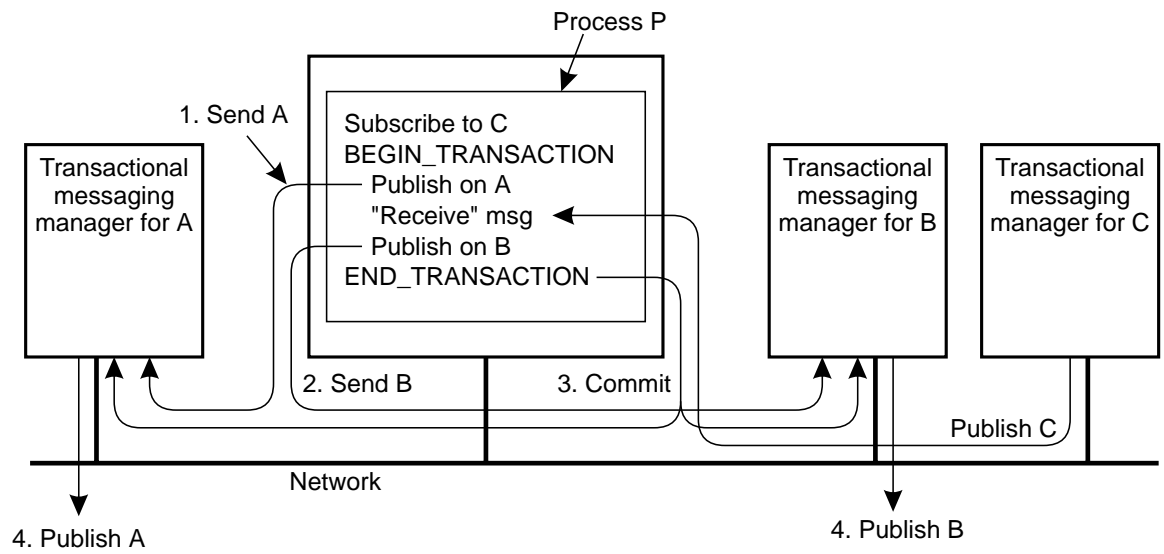 Process P
1. Send A
Subscribe to C
BEGIN_TRANSACTION
Publish on A
"Receive" msg
Publish on B
END_TRANSACTION
Transactional
messaging
manager for A
Transactional
messaging
manager for B
Transactional
messaging
manager for C
2. Send B
3. Commit
Publish C
Network
4. Publish A
4. Publish B